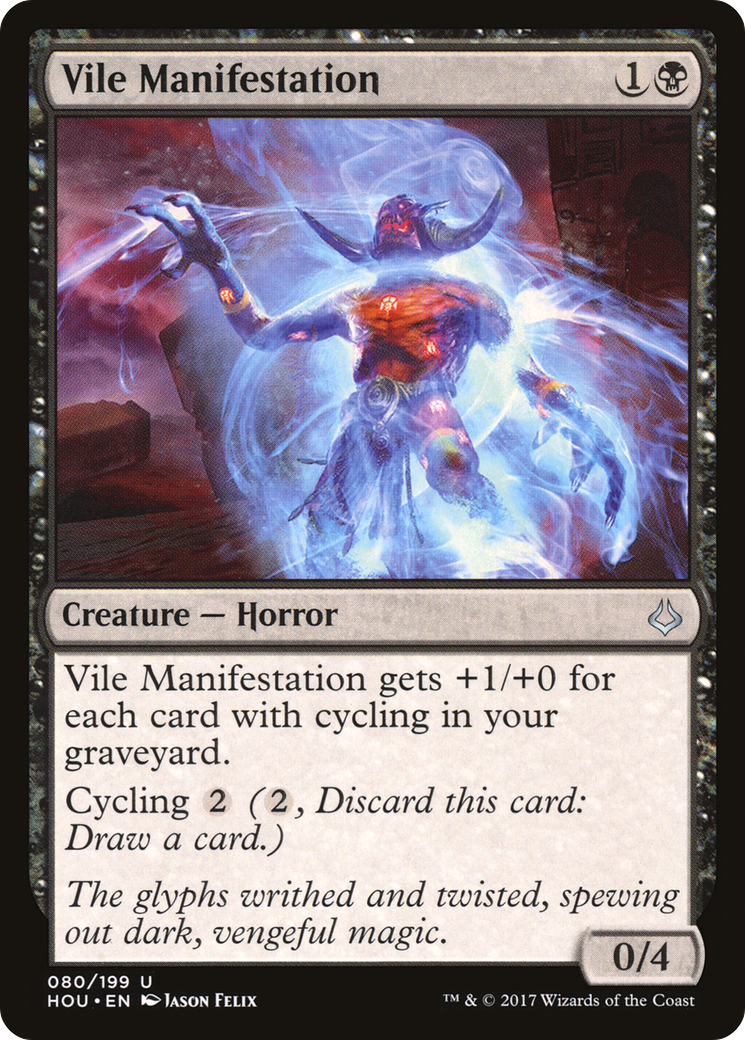 Vile Manifestation 1
Creature — Horror
Vile Manifestation gets +1/+0 for
each card with cycling in your
graveyard.
Cycling 2 (2, Discard this card:
Draw a card.)
The glyphs writhed and twisted, spewing
out dark, vengeful magic.
0/4
080/199 U
HOU • EN Jason Felix
™ & © 2017 Wizards of the Coast